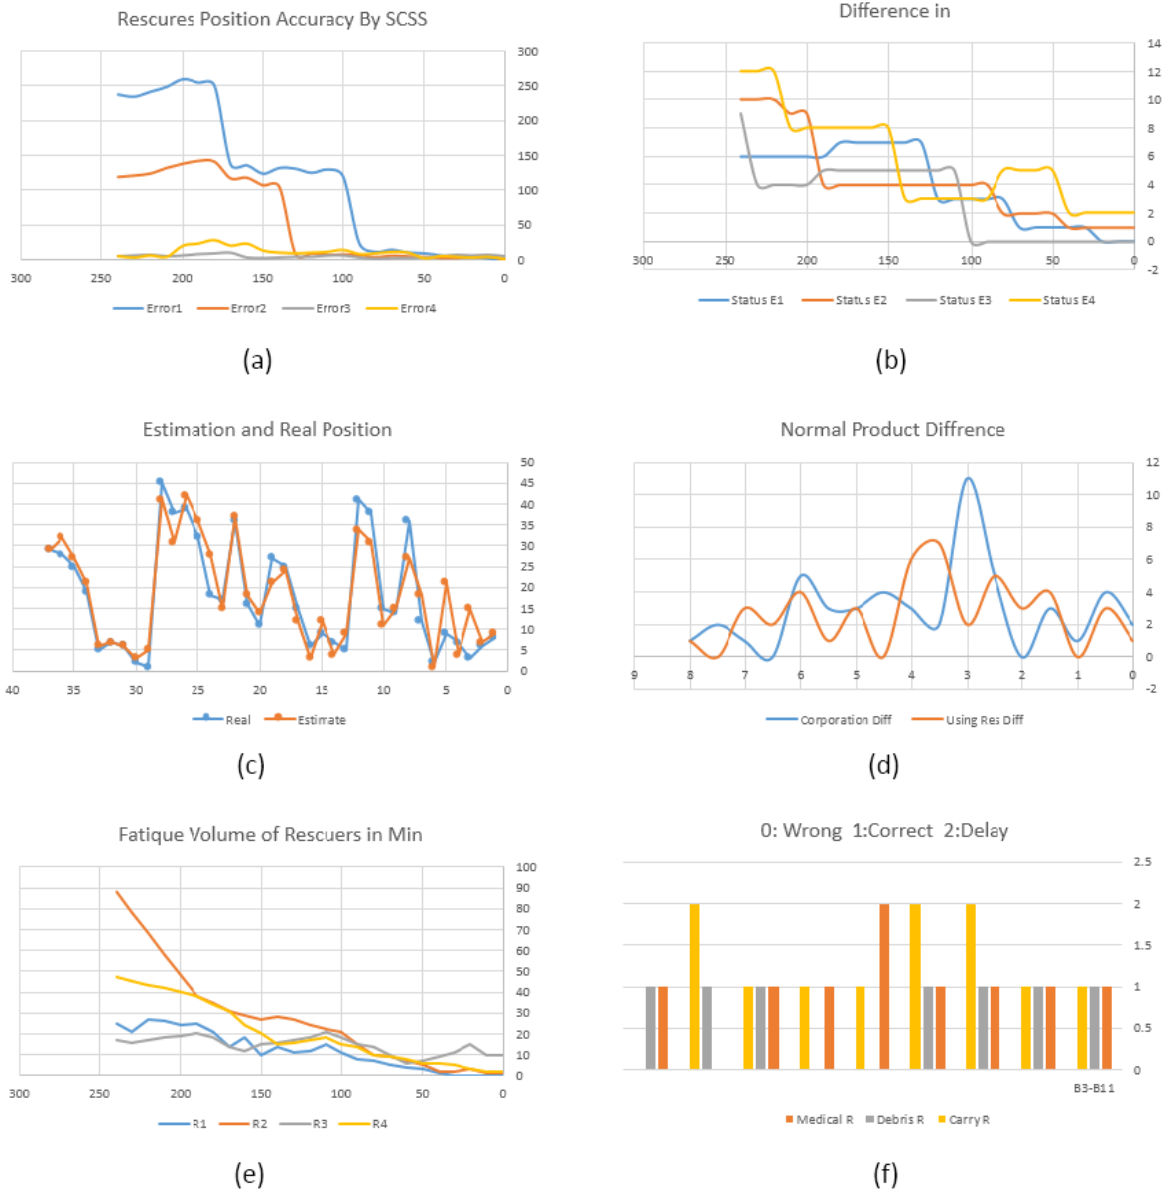 Rescures Position Accuracy By SCSS
300
250
200
150
100
50
0
300 250 200 150 100 50 0
Error1 Error2 Error3 Error4
(a)
Difference in
14
12
10
8
6
4
2
0
-2
300 250 200 150 100 50 0
Status E1 Status E2 Status E3 Status E4
(b)
Estimation and Real Position
50
45
40
35
30
25
20
15
10
5
0
40 35 30 25 20 15 10 5 0
Real Estimate
(c)
Normal Product Diffrence
12
10
8
6
4
2
0
-2
9 8 7 6 5 4 3 2 1 0
Corporation Diff Using Res Diff
(d)
Fatique Volume of Rescuers in Min
100
90
80
70
60
50
40
30
20
10
0
300 250 200 150 100 50 0
R1 R2 R3 R4
(e)
0: Wrong 1:Correct 2:Delay
2.5
2
1.5
1
0.5
0
B3-B11
Medical R Debris R Carry R
(f)